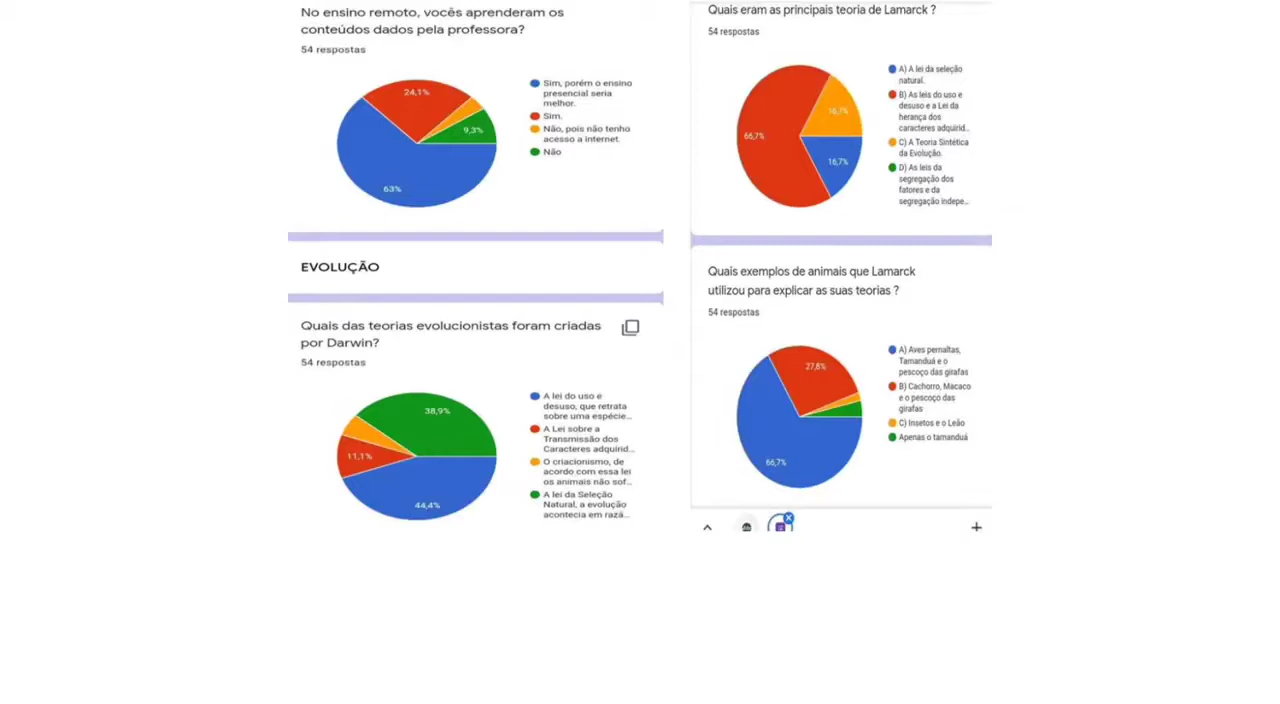 No ensino remoto, vocês aprenderam os
conteúdos dados pela professora?
54 respostas
24,1%
9,3%
63%
Sim, porém o ensino
presencial seria
melhor.
Sim.
Não, pois não tenho
acesso a internet.
Não
EVOLUÇÃO
Quais das teorias evolucionistas foram criadas
por Darwin?
54 respostas
38,9%
11,1%
44,4%
A lei do uso e
desuso, que retrata
sobre uma espécie...
A Lei sobre a
Transmissão dos
Caracteres adquirid...
O criacionismo, de
acordo com essa lei
os animais não sof...
A lei da Seleção
Natural, a evolução
acontecia em razã...
Quais eram as principais teoria de Lamarck ?
54 respostas
66,7%
16,7%
16,7%
A) A lei da seleção
natural.
B) As leis do uso e
desuso e a Lei da
herança dos
caracteres adquirid...
C) A Teoria Sintética
da Evolução.
D) As leis da
segregação dos
fatores e da
segregação indepe...
Quais exemplos de animais que Lamarck
utilizou para explicar as suas teorias ?
54 respostas
27,8%
66,7%
A) Aves pernaltas,
Tamanduá e o
pescoço das girafas
B) Cachorro, Macaco
e o pescoço das
girafas
C) Insetos e o Leão
Apenas o tamanduá